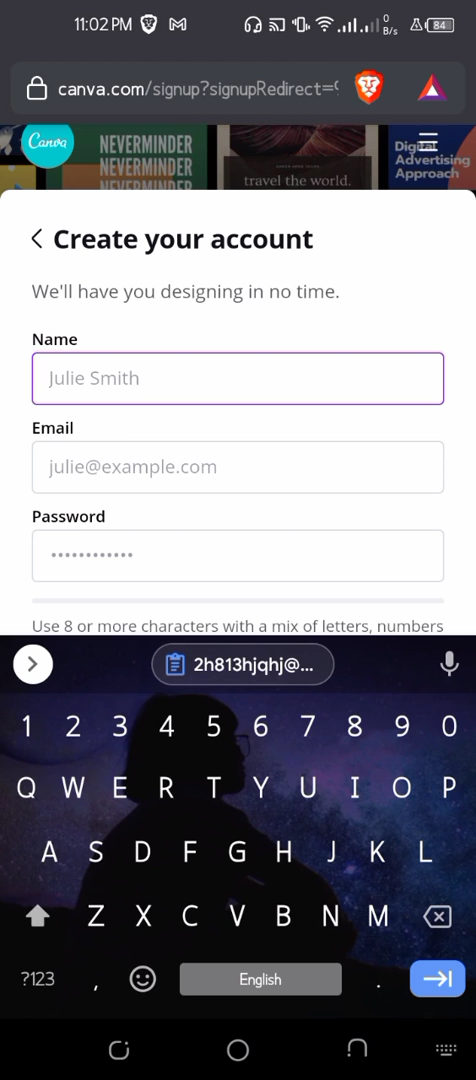 11:02 PM 0 B/s 84
canva.com/signup?signupRedirect=
Canva
NEVERMINDER
NEVERMINDER
NEVERMINDER
travel the world.
Digital
Advertising
Approach
Create your account
We'll have you designing in no time.
Name
Julie Smith
Email
julie@example.com
Password
Use 8 or more characters with a mix of letters, numbers
2h813hjqhj@...
1 2 3 4 5 6 7 8 9 0
Q W E R T Y U I O P
A S D F G H J K L
Z X C V B N M
?123 , English .